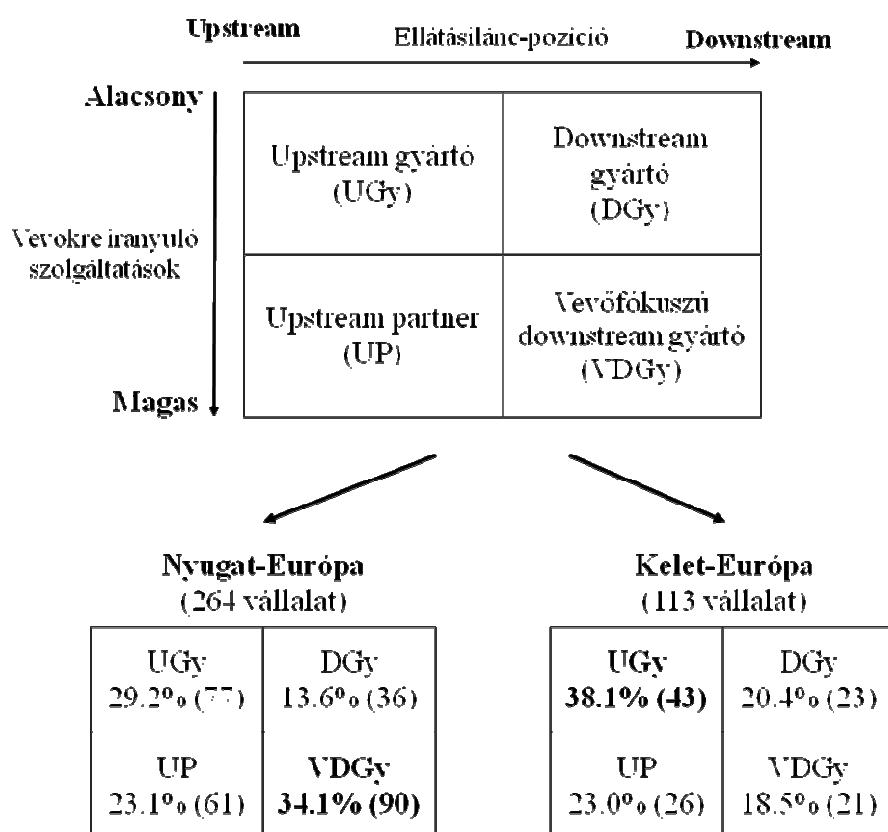 Upstream
Ellátásilánc-pozíció
Downstream
Alacsony
Vevokre irányuló
szolgáltatások
Magas
Upstream gyártó
(UGy)
Downstream
gyártó
(DGy)
Upstream partner
(UP)
Vevőfókuszú
downstream gyártó
(VDGy)
Nyugat-Európa
(264 vállalat)
UGy
29.2% (77)
DGy
13.6% (36)
UP
23.1% (61)
VDGy
34.1% (90)
Kelet-Európa
(113 vállalat)
UGy
38.1% (43)
DGy
20.4% (23)
UP
23.0% (26)
VDGy
18.5% (21)